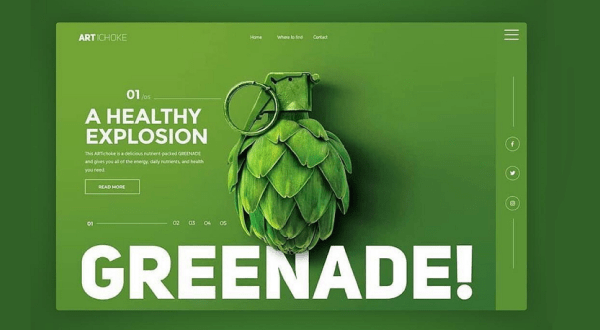 ARTICHOKE
Home Where to find Contact
01
A HEALTHY
EXPLOSION
This ARTichoke is a delicious nutrient-packed GREENADE
and gives you all of the energy, daily nutrients, and health
you need.
READ MORE
01 02 03 04 05
GREENADE!